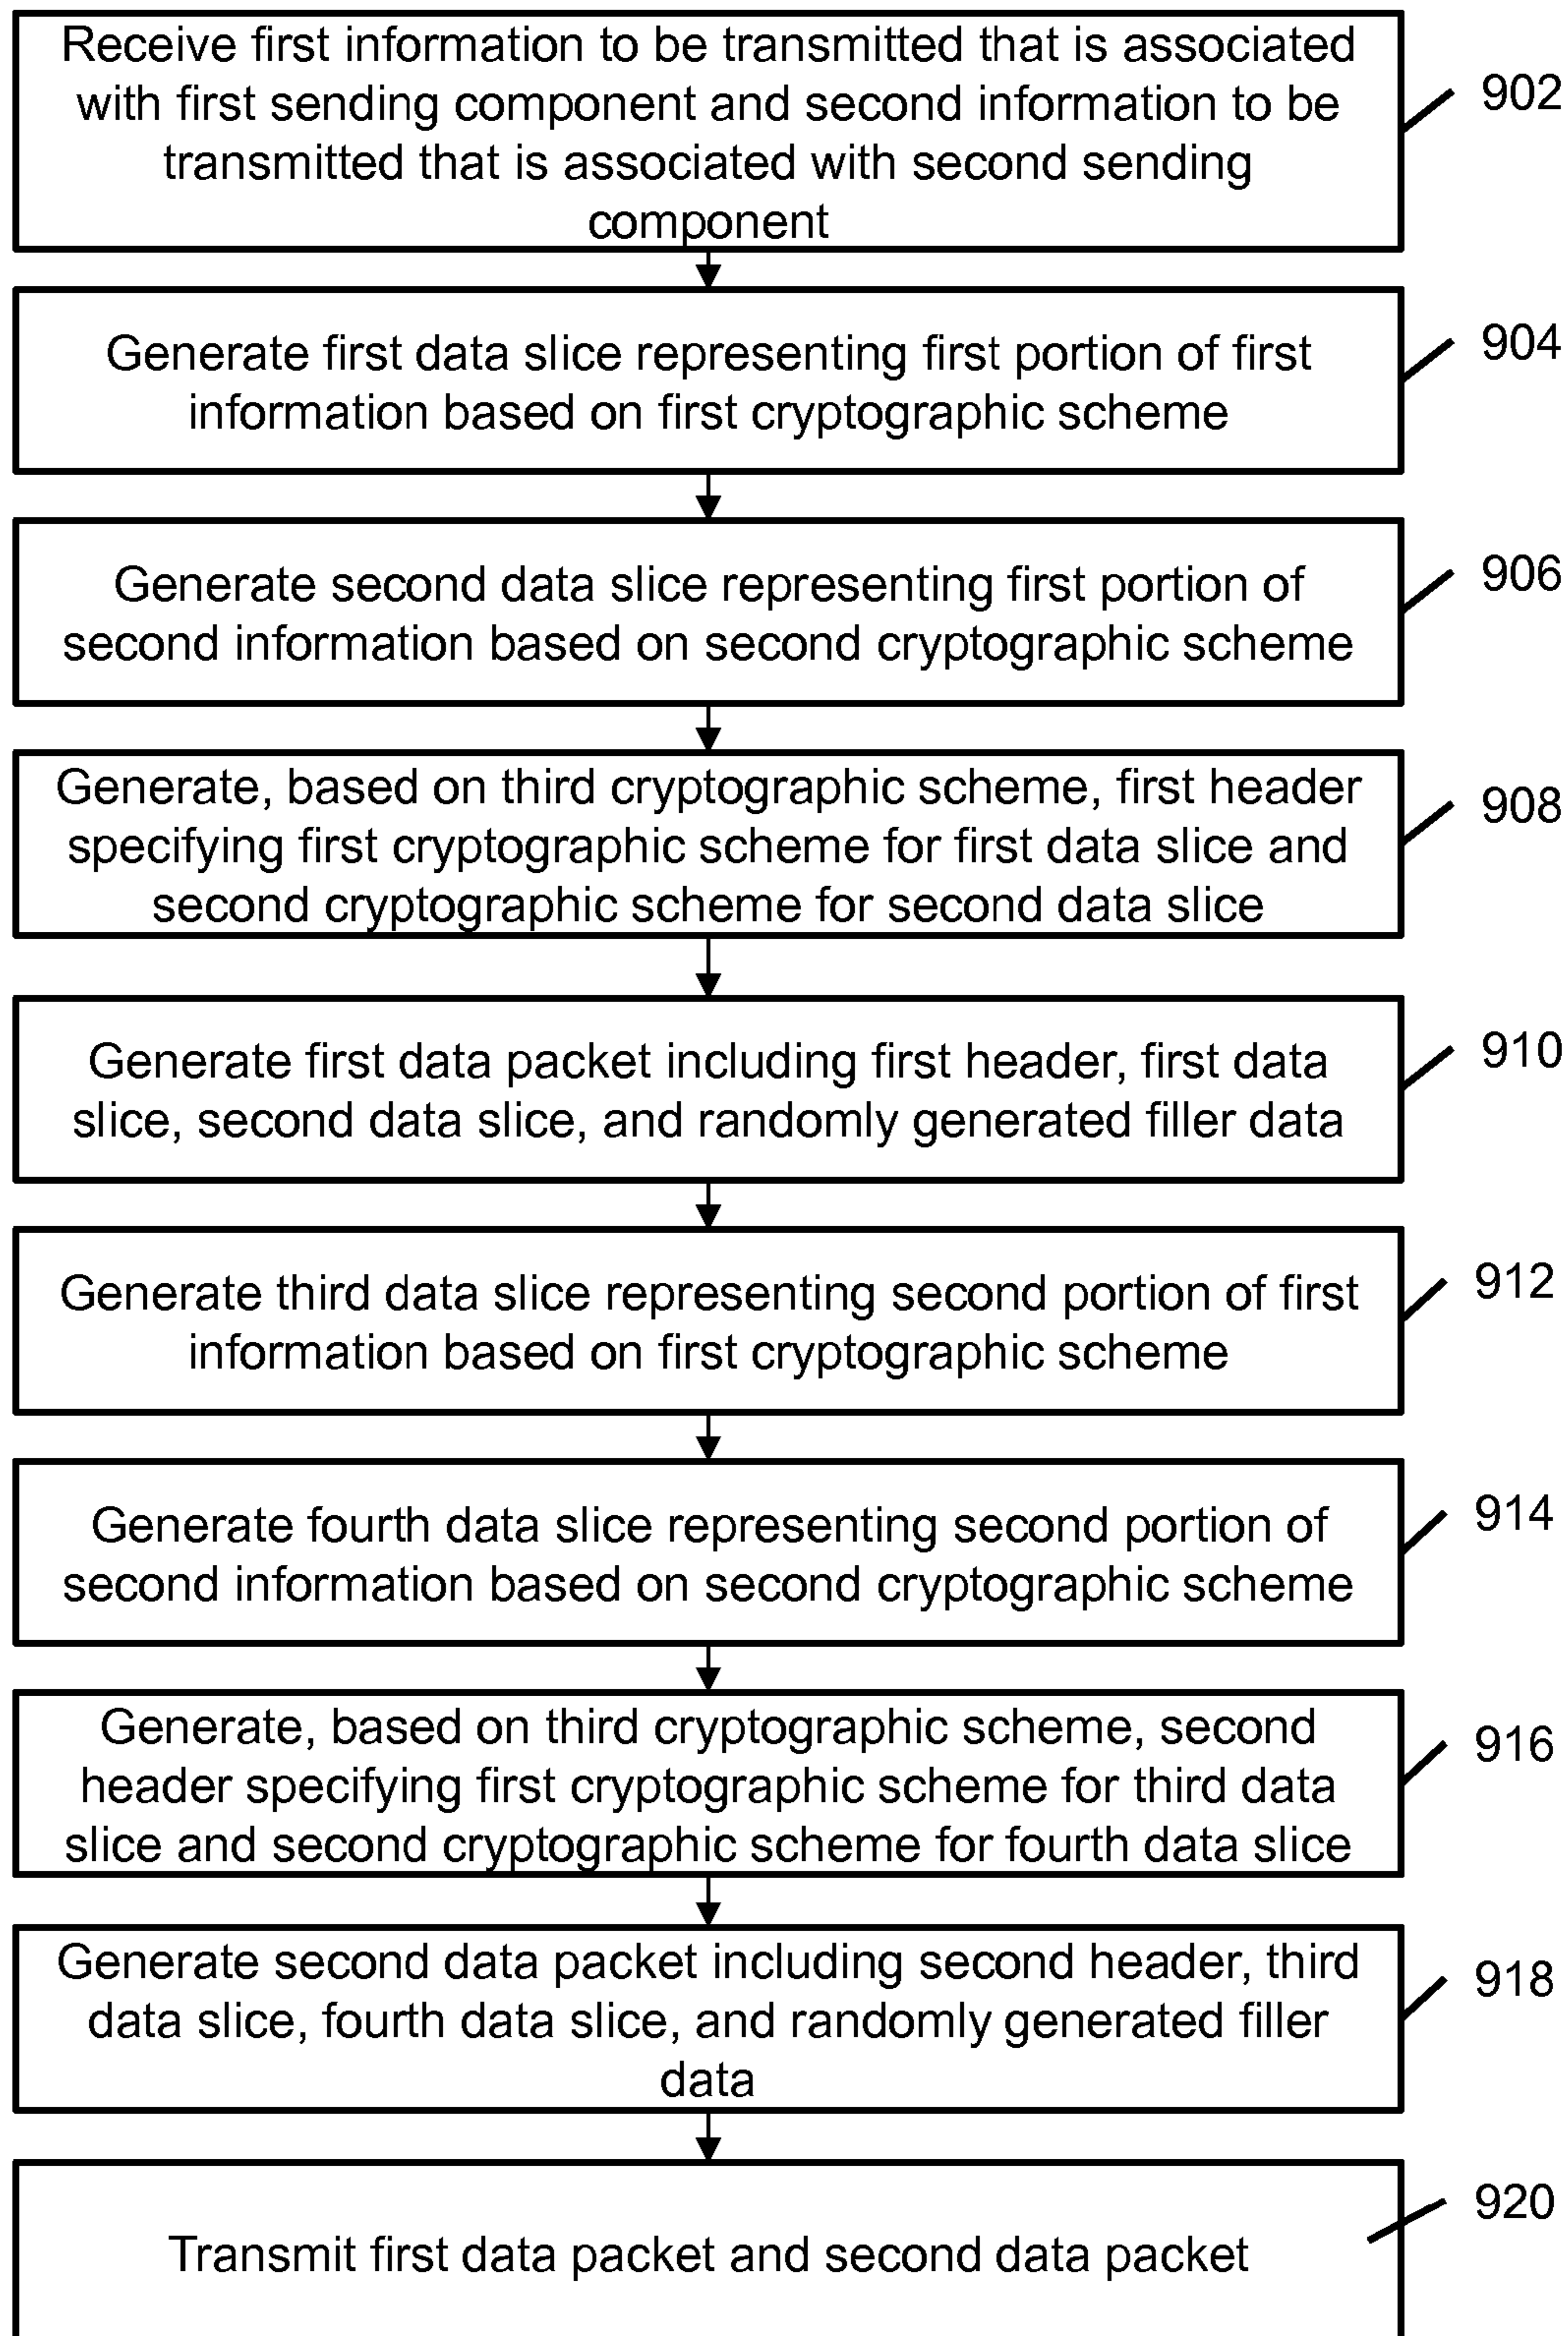 Receive first information to be transmitted that is associated
with first sending component and second information to be
transmitted that is associated with second sending
component
902
Generate first data slice representing first portion of first
information based on first cryptographic scheme
904
Generate second data slice representing first portion of
second information based on second cryptographic scheme
906
Generate, based on third cryptographic scheme, first header
specifying first cryptographic scheme for first data slice and
second cryptographic scheme for second data slice
908
Generate first data packet including first header, first data
slice, second data slice, and randomly generated filler data
910
Generate third data slice representing second portion of first
information based on first cryptographic scheme
912
Generate fourth data slice representing second portion of
second information based on second cryptographic scheme
914
Generate, based on third cryptographic scheme, second
header specifying first cryptographic scheme for third data
slice and second cryptographic scheme for fourth data slice
916
Generate second data packet including second header, third
data slice, fourth data slice, and randomly generated filler
data
918
Transmit first data packet and second data packet
920